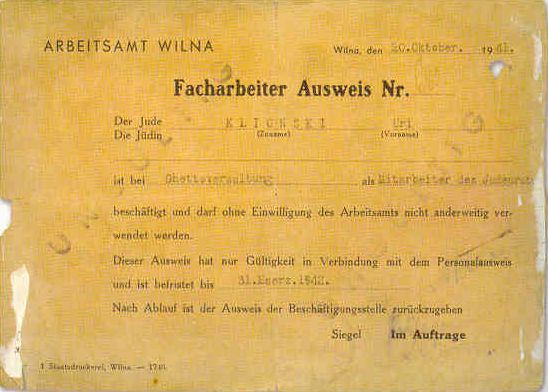 ARBEITSAMT WILNA
Wilna, den 20.Oktober. 1941.
Facharbeiter Ausweis Nr.
Der Jude KLIONSKI Uri
Die Jüdin (Zuname) (Vorname)
ist bei Ghettoverwaltung als Mitarbeiter des Judenrat
beschäftigt und darf ohne Einwilligung des Arbeitsamts nicht anderweitig ver-
wendet werden.
Dieser Ausweis hat nur Gültigkeit in Verbindung mit dem Personalausweis
und ist befristet bis 31.Maerz.1942.
Nach Ablauf ist der Ausweis der Beschäftigungsstelle zurückzugeben
Siegel Im Auftrage
1 Staatsdruckerei, Wilna. —